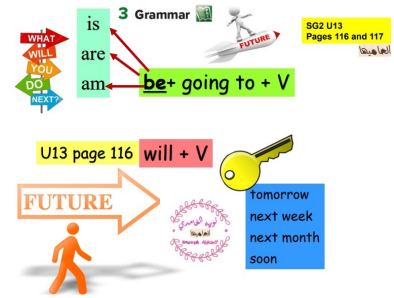 is
are
am
3 Grammar
be+ going to + V
FUTURE
SG2 U13
Pages 116 and 117
WHAT
WILL
YOU
DO
NEXT?
U13 page 116
will + V
FUTURE
tomorrow
next week
next month
soon